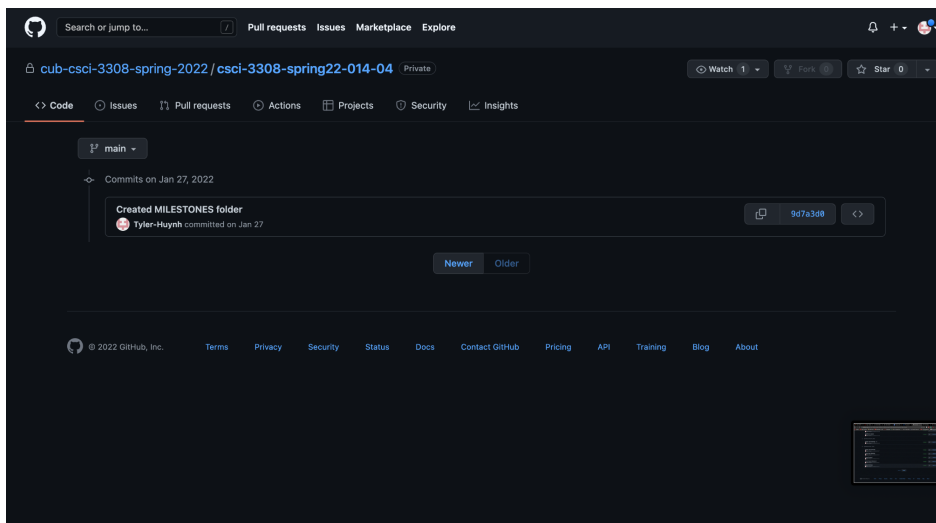 Search or jump to... / Pull requests Issues Marketplace Explore
cub-csci-3308-spring-2022 / csci-3308-spring22-014-04 Private Watch 1 Fork 0 Star 0
<> Code Issues Pull requests Actions Projects Security Insights
main
Commits on Jan 27, 2022
Created MILESTONES folder
Tyler-Huynh committed on Jan 27
9d7a3d0 <>
Newer Older
© 2022 GitHub, Inc. Terms Privacy Security Status Docs Contact GitHub Pricing API Training Blog About